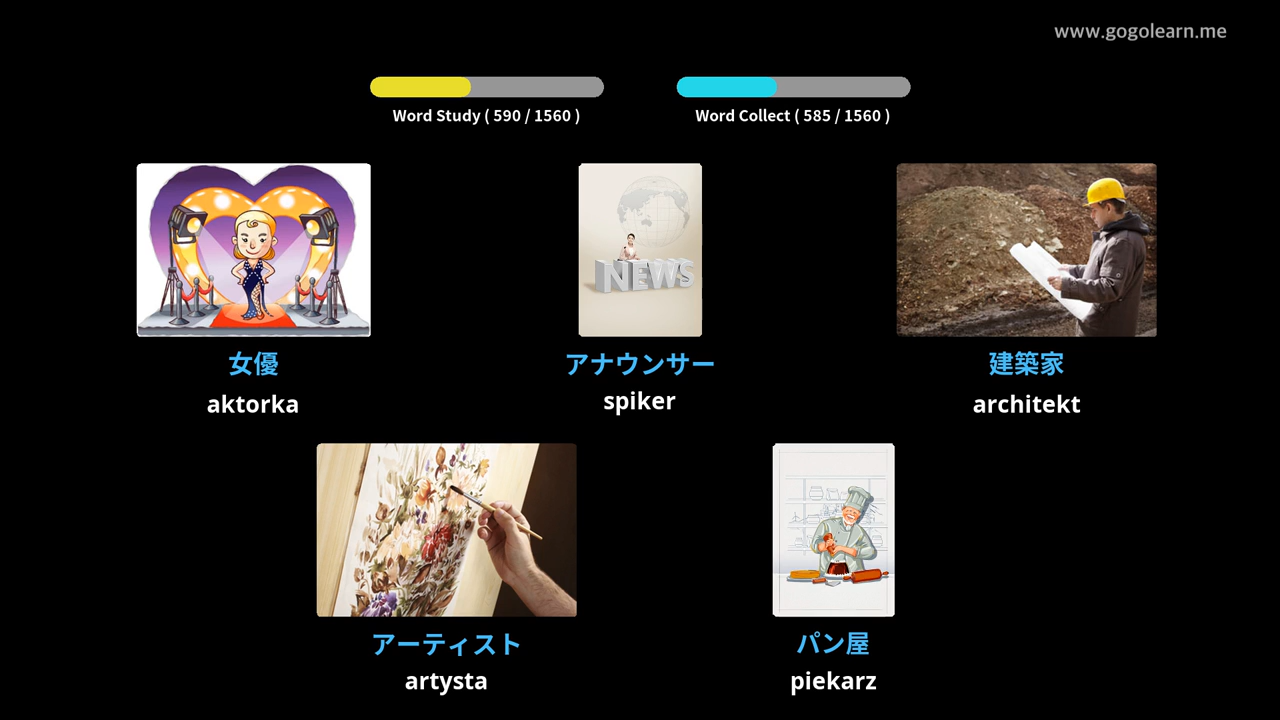 www.gogolearn.me
Word Study ( 590 / 1560 )
Word Collect ( 585 / 1560 )
NEWS
女優
アナウンサー
建築家
aktorka
spiker
architekt
アーティスト
パン屋
artysta
piekarz